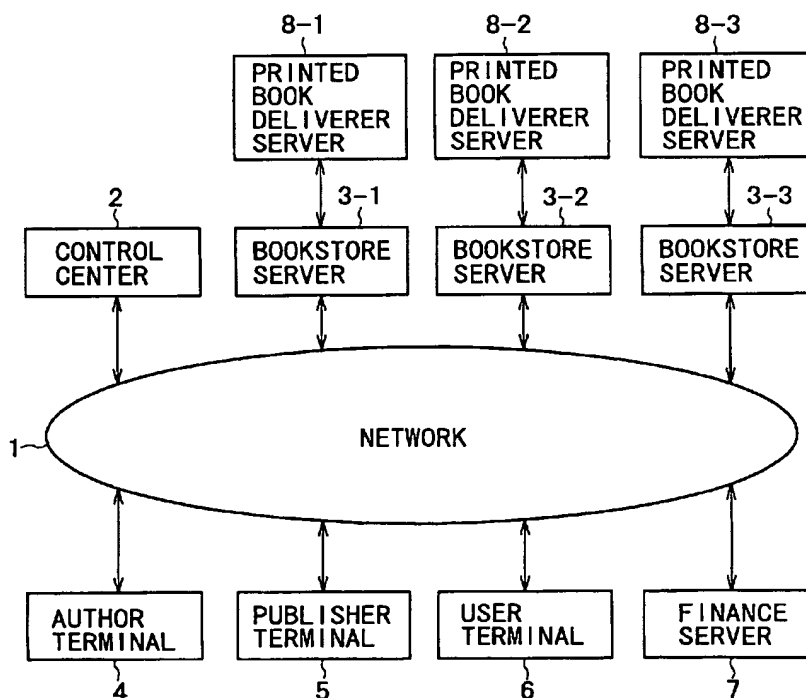 8-1
8-2
8-3
PRINTED
BOOK
DELIVERER
SERVER
PRINTED
BOOK
DELIVERER
SERVER
PRINTED
BOOK
DELIVERER
SERVER
2
3-1
3-2
3-3
CONTROL
CENTER
BOOKSTORE
SERVER
BOOKSTORE
SERVER
BOOKSTORE
SERVER
1
NETWORK
AUTHOR
TERMINAL
PUBLISHER
TERMINAL
USER
TERMINAL
FINANCE
SERVER
4
5
6
7